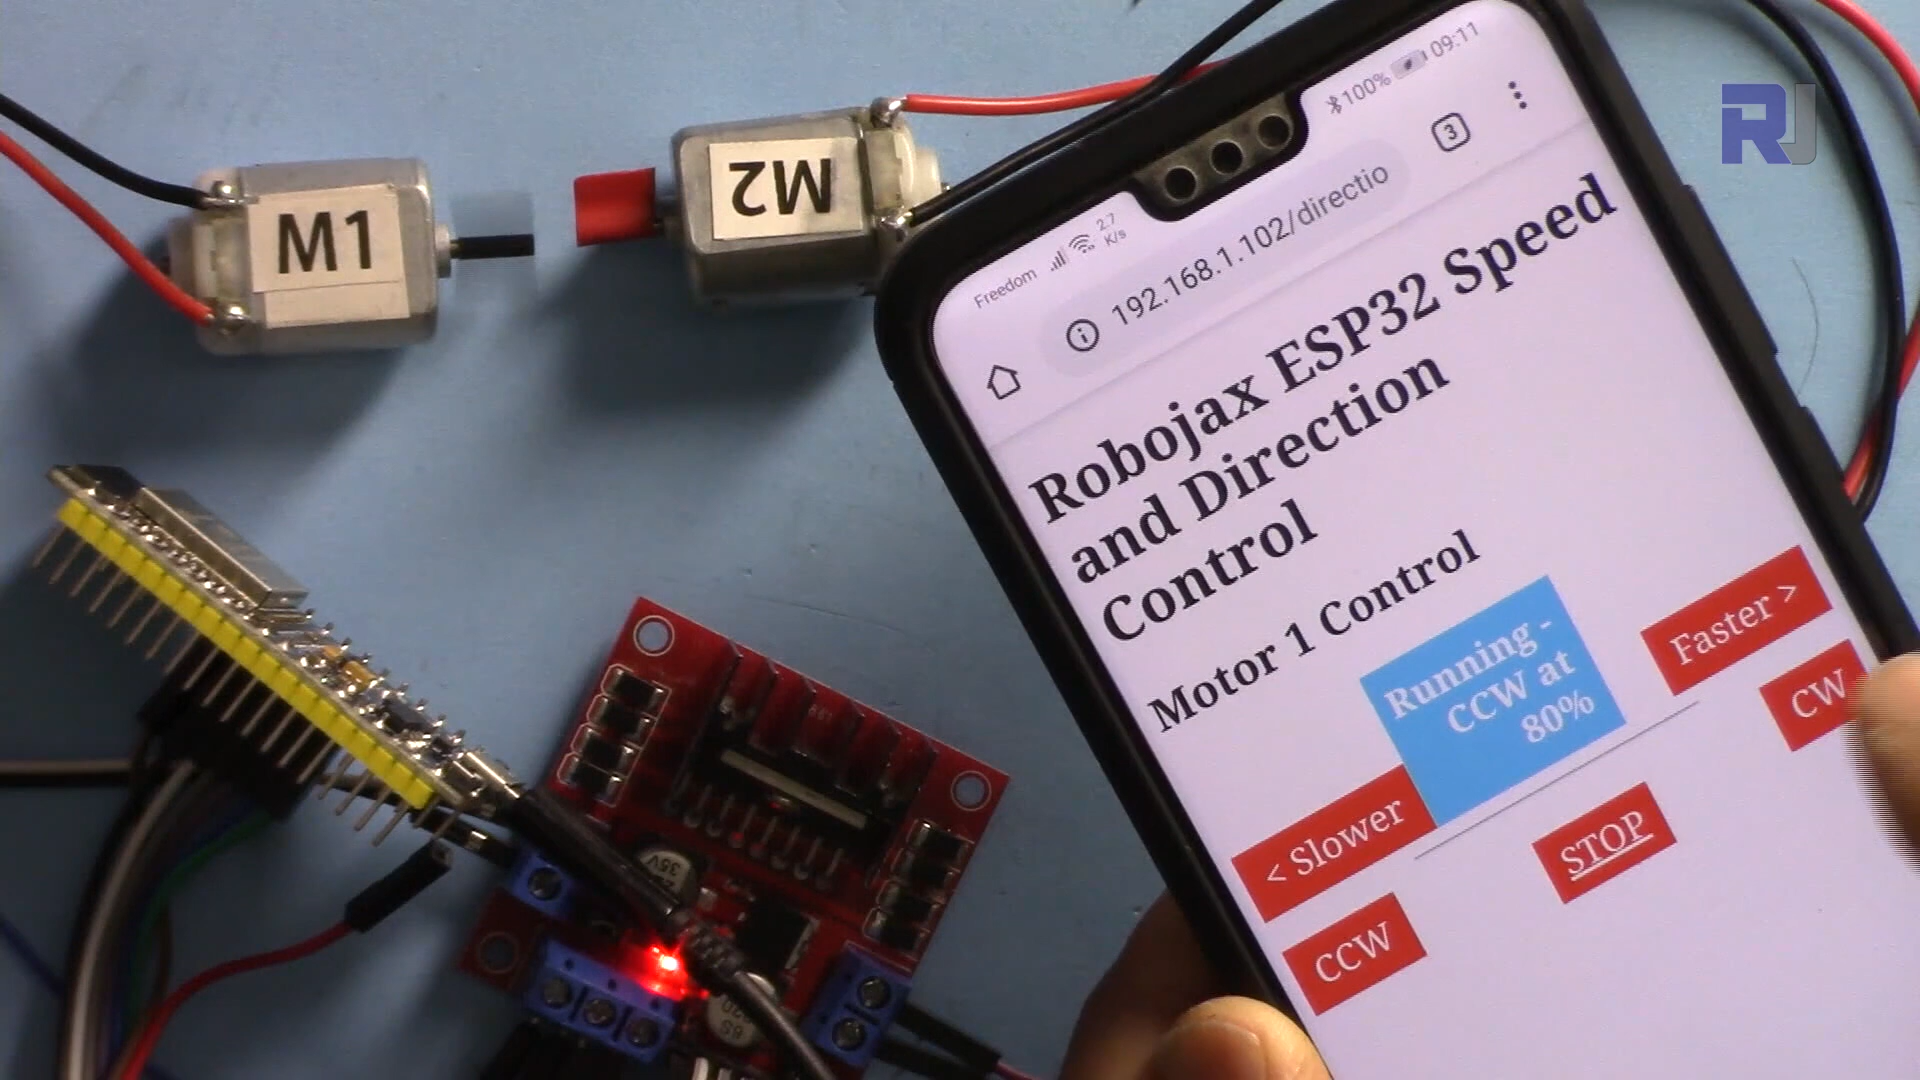 RJ
M1
M2
Freedom
2.7
K/s
100%
09:11
192.168.1.102/directio
3
Robojax ESP32 Speed
and Direction
Control
Motor 1 Control
< Slower
Running -
CCW at
80%
Faster >
CCW
STOP
CW
35V